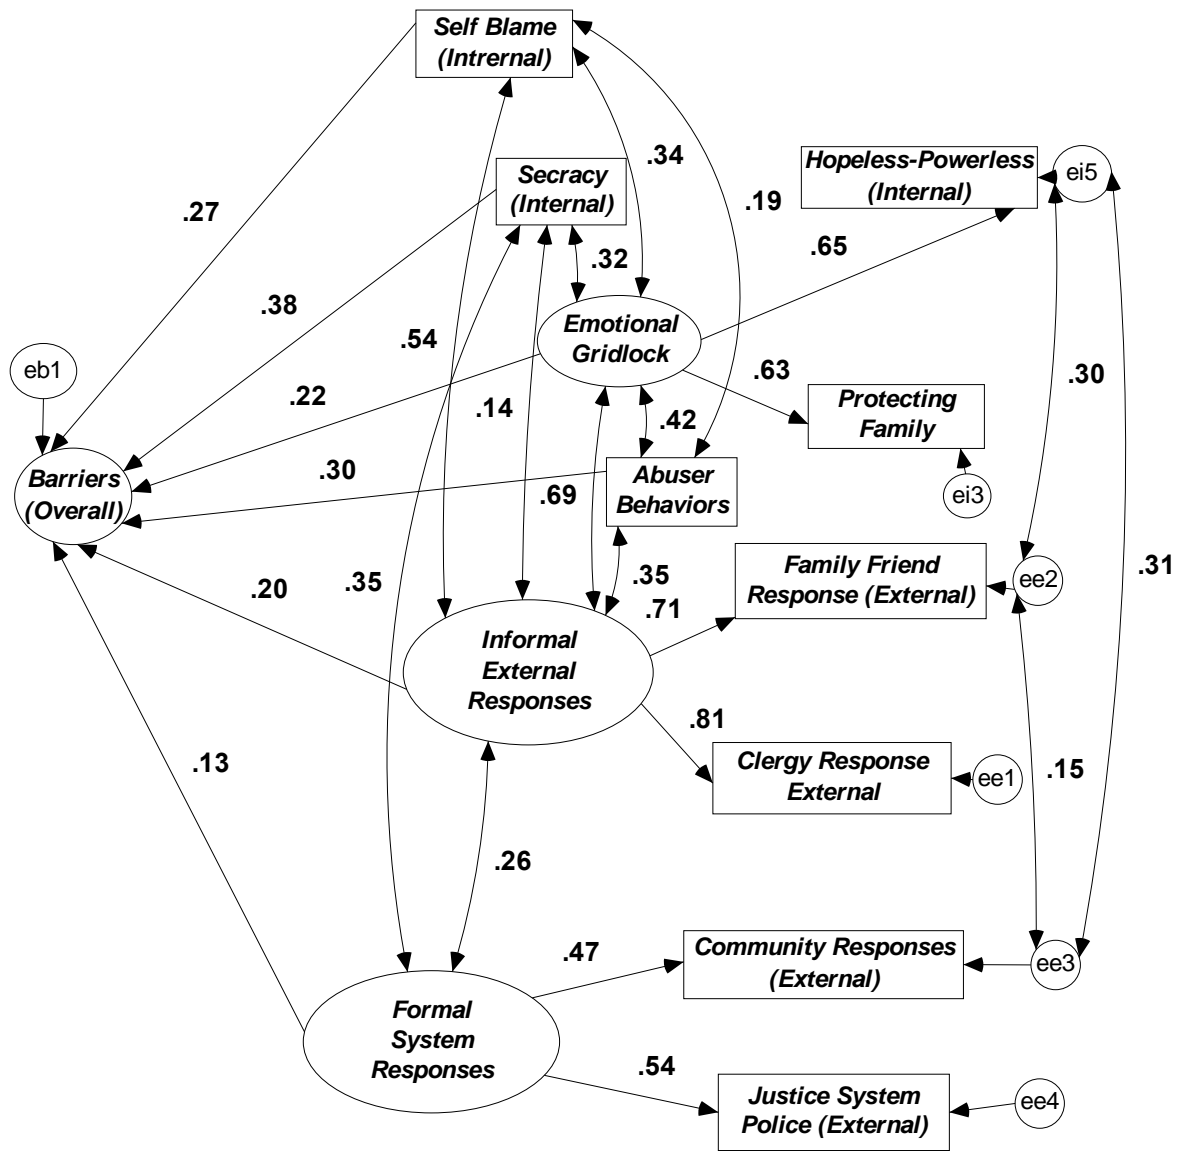 Self Blame
(Intrernal)
.34
Secracy
(Internal)
Hopeless-Powerless
(Internal)
ei5
.27
.19
.32
.65
.38
Emotional
Gridlock
.54
eb1
.22
.14
.63
.30
.42
Protecting
Family
Barriers
(Overall)
.30
.69
Abuser
Behaviors
ei3
.20
.35
.35
.71
Family Friend
Response (External)
ee2
.31
Informal
External
Responses
.81
.13
Clergy Response
External
ee1
.15
.26
.47
Community Responses
(External)
ee3
Formal
System
Responses
.54
Justice System
Police (External)
ee4